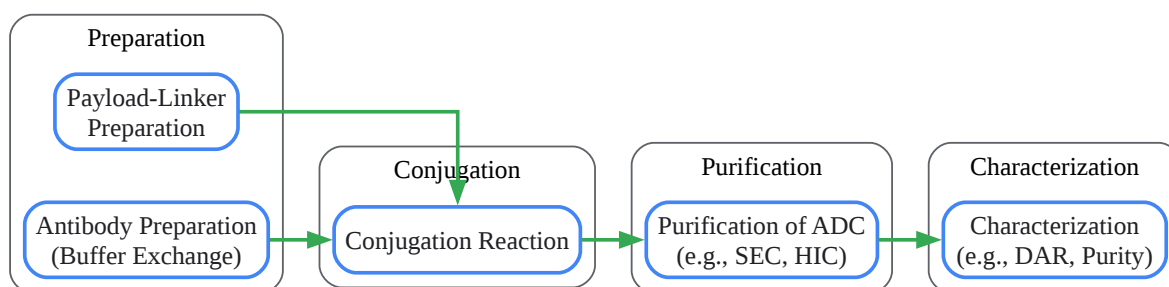 Preparation
Payload-Linker
Preparation
Antibody Preparation
(Buffer Exchange)
Conjugation
Conjugation Reaction
Purification
Purification of ADC
(e.g., SEC, HIC)
Characterization
Characterization
(e.g., DAR, Purity)